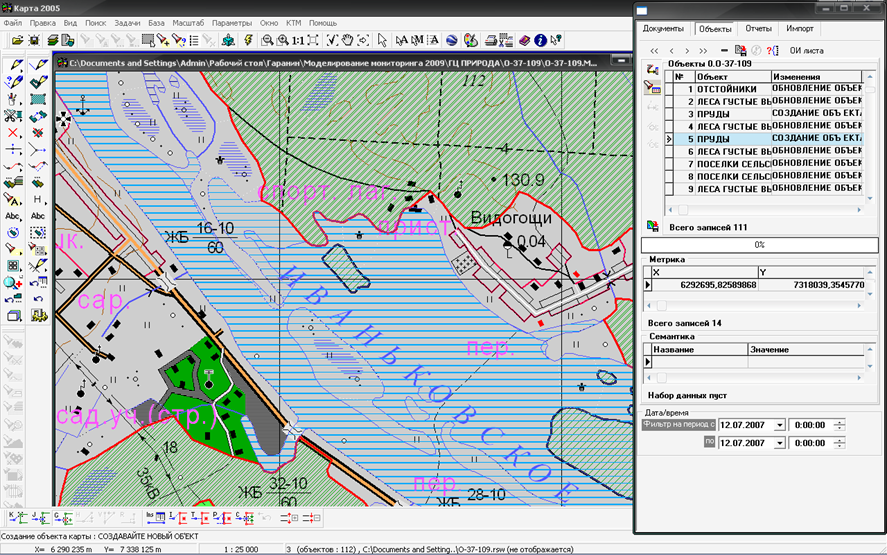 Карта 2005
Файл Правка Вид Поиск Задачи База Масштаб Параметры Окно КТМ Помощь
C:\Documents and Settings\Admin\Рабочий стол\Гаранин\Моделирование мониторинга 2009\ГЦ ПРИРОДА\O-37-109\O-37-109.M...
112
4
130.9
спорт. лаг
прист
Видогощи
0.04
ЖБ 16-10
60
ИВАНЬКОВСКОЕ
ук.
сар.
пер.
сад.уч.(стр.)
18
35кВ
ЖБ 32-10
60
пер
ЖБ 28-10
Abc
Abc
Создание объекта карты : СОЗДАВАЙТЕ НОВЫЙ ОБЪЕКТ
X= 6 290 235 m Y= 7 338 125 m 1 : 25 000 3 (объектов : 112) , C:\Documents and Setting..\O-37-109.rsw (не отображается)
Документы Объекты Отчеты Импорт
ОИ листа
Объекты 0.O-37-109
№ Объект Изменения
1 ОТСТОЙНИКИ ОБНОВЛЕНИЕ ОБЪЕК
2 ЛЕСА ГУСТЫЕ ВЬ ОБНОВЛЕНИЕ ОБЪЕК
3 ПРУДЫ СОЗДАНИЕ ОБЪЕКТА
4 ЛЕСА ГУСТЫЕ ВЬ ОБНОВЛЕНИЕ ОБЪЕК
5 ПРУДЫ СОЗДАНИЕ ОБЪЕКТА
6 ЛЕСА ГУСТЫЕ ВЬ ОБНОВЛЕНИЕ ОБЪЕК
7 ПОСЕЛКИ СЕЛЬС ОБНОВЛЕНИЕ ОБЪЕК
8 ПОСЕЛКИ СЕЛЬС ОБНОВЛЕНИЕ ОБЪЕК
9 ЛЕСА ГУСТЫЕ ВЬ ОБНОВЛЕНИЕ ОБЪЕК
Всего записей 111
0%
Метрика
X Y
6292695,82589868 7318039,3545770
Всего записей 14
Семантика
Название Значение
Набор данных пуст
Дата/время
Фильтр на период с 12.07.2007 0:00:00
по 12.07.2007 0:00:00